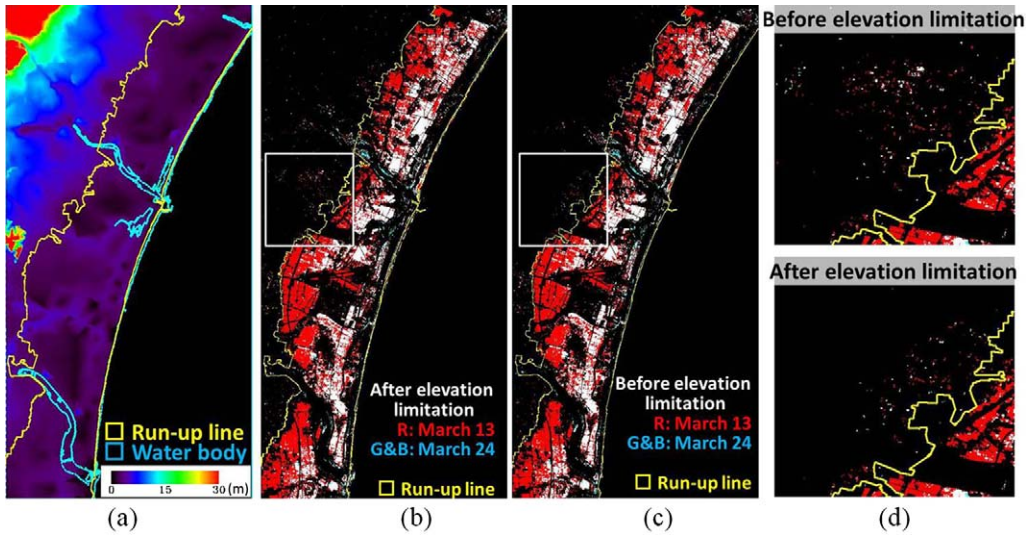 Run-up line
Water body
0 15 30 (m)
(a)
After elevation
limitation
R: March 13
G&B: March 24
Run-up line
(b)
Before elevation
limitation
R: March 13
G&B: March 24
Run-up line
(c)
Before elevation limitation
After elevation limitation
(d)